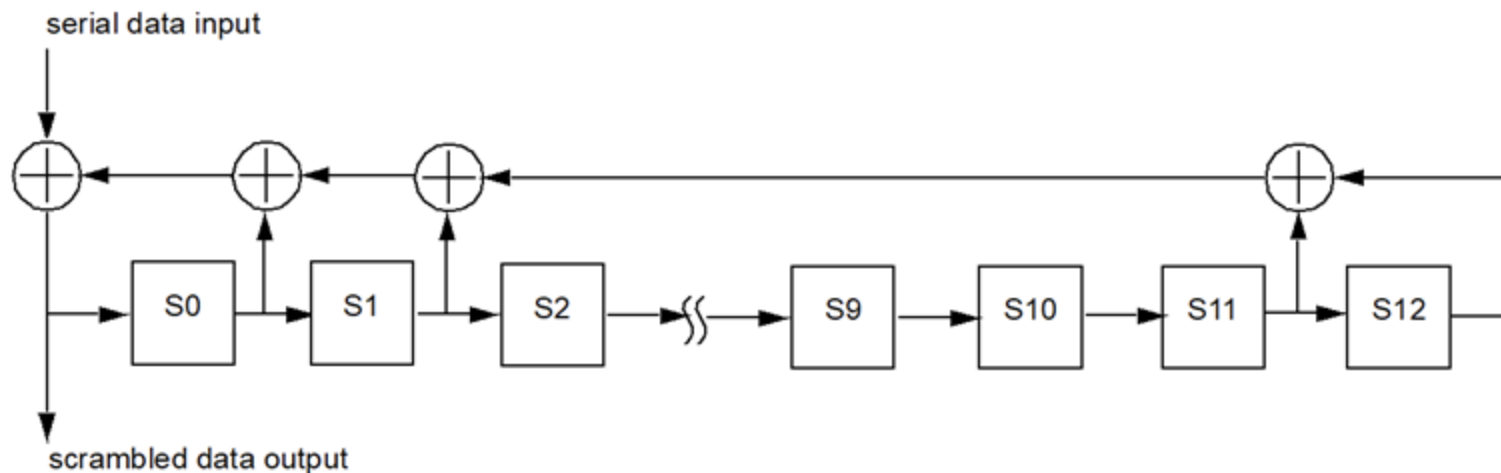 serial data input
S0
S1
S2
S9
S10
S11
S12
scrambled data output